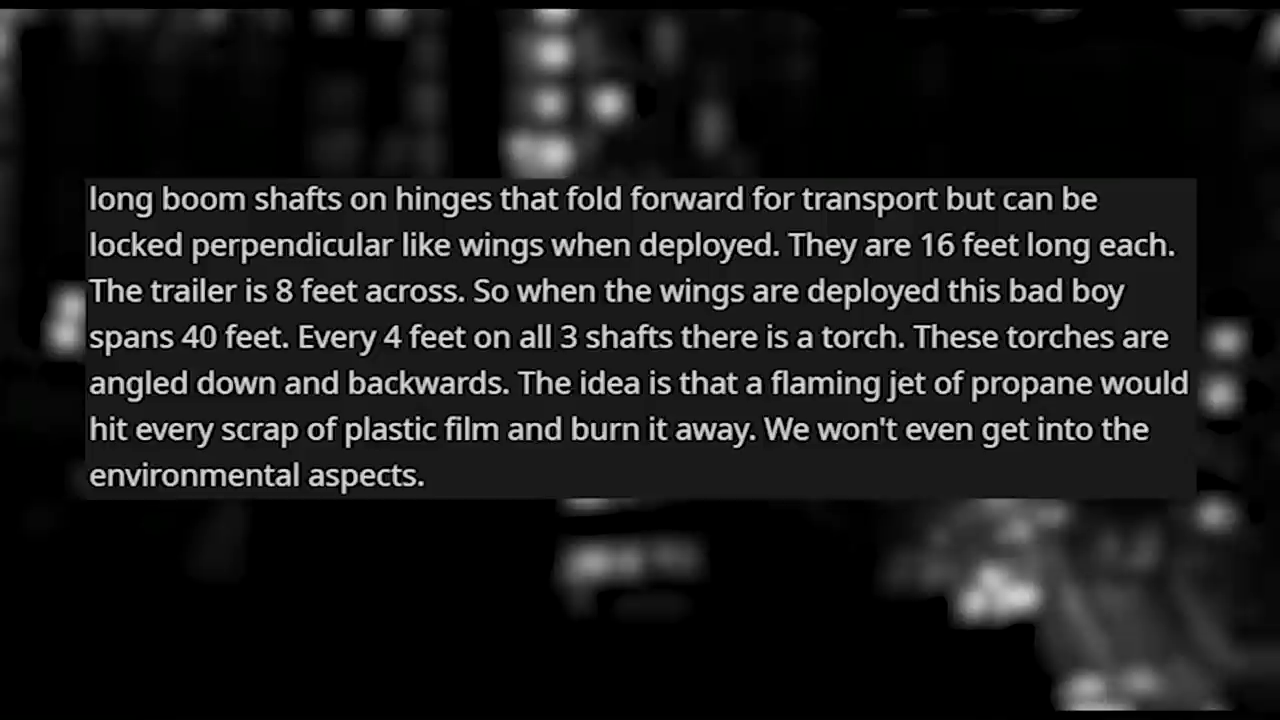 long boom shafts on hinges that fold forward for transport but can be
locked perpendicular like wings when deployed. They are 16 feet long each.
The trailer is 8 feet across. So when the wings are deployed this bad boy
spans 40 feet. Every 4 feet on all 3 shafts there is a torch. These torches are
angled down and backwards. The idea is that a flaming jet of propane would
hit every scrap of plastic film and burn it away. We won't even get into the
environmental aspects.